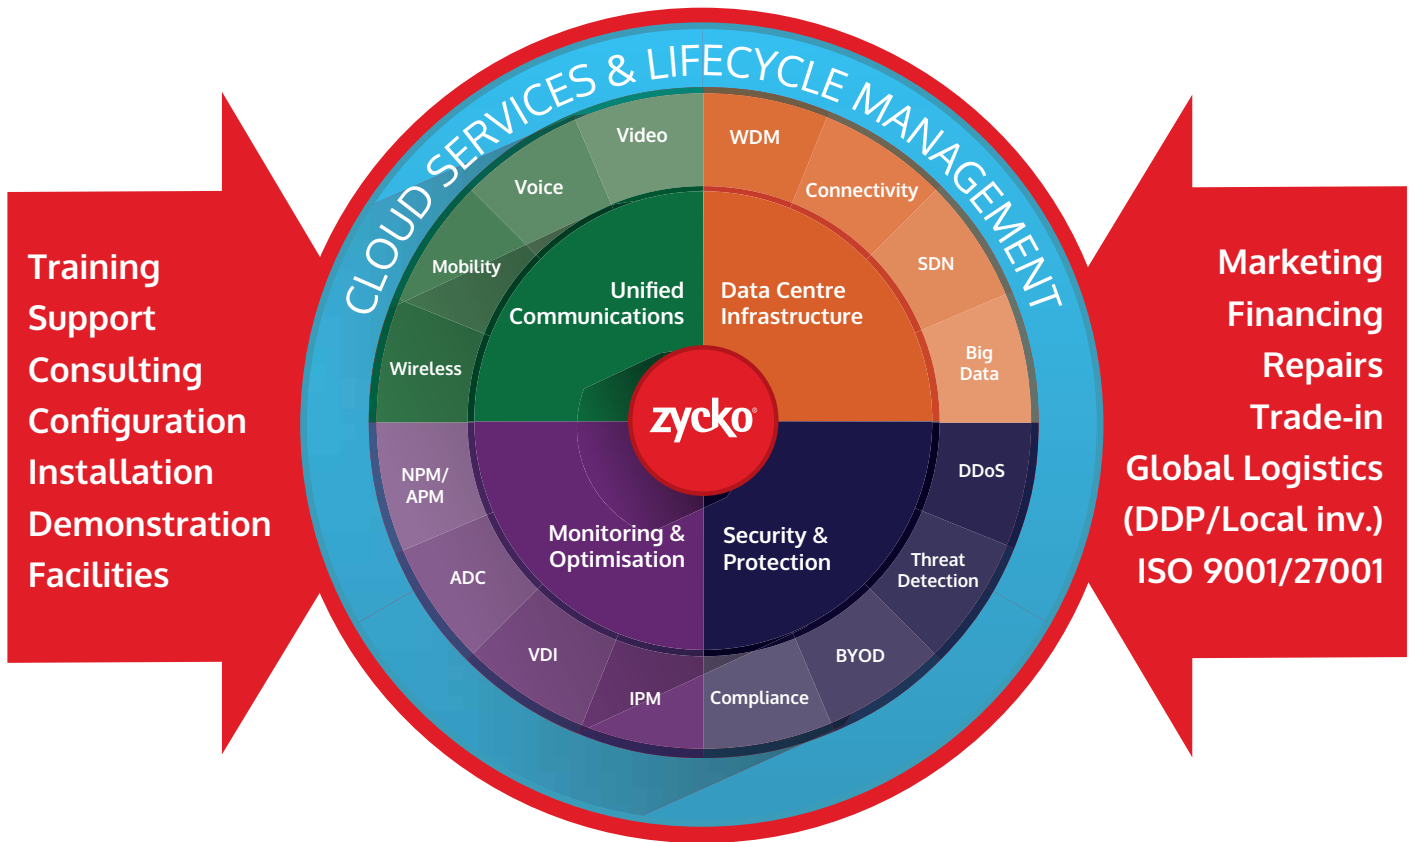 CLOUD SERVICES & LIFECYCLE MANAGEMENT
Training
Support
Consulting
Configuration
Installation
Demonstration
Facilities
Video
Voice
Mobility
Wireless
Unified
Communications
WDM
Connectivity
SDN
Big
Data
Data Centre
Infrastructure
zycko®
NPM/
APM
ADC
VDI
IPM
Monitoring &
Optimisation
DDoS
Threat
Detection
BYOD
Compliance
Security &
Protection
Marketing
Financing
Repairs
Trade-in
Global Logistics
(DDP/Local inv.)
ISO 9001/27001